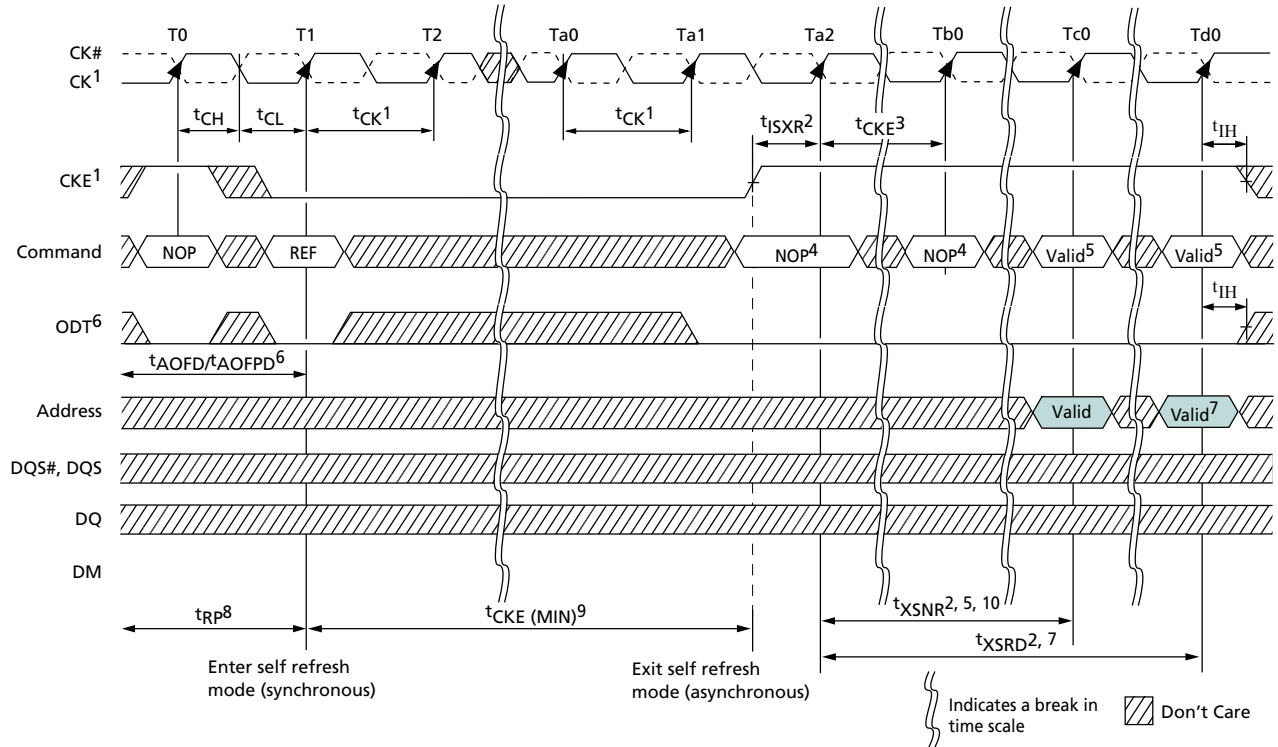 T0 T1 T2 Ta0 Ta1 Ta2 Tb0 Tc0 Td0
CK#
CK1
tCH tCL tCK1 tCK1 tISXR2 tCKE3 tIH
CKE1
Command NOP REF NOP4 NOP4 Valid5 Valid5
tIH
ODT6
tAOFD/tAOFPD6
Address Valid Valid7
DQS#, DQS
DQ
DM
tRP8 tCKE (MIN)9 tXSNR2, 5, 10
tXSRD2, 7
Enter self refresh
mode (synchronous)
Exit self refresh
mode (asynchronous)
Indicates a break in
time scale
Don't Care